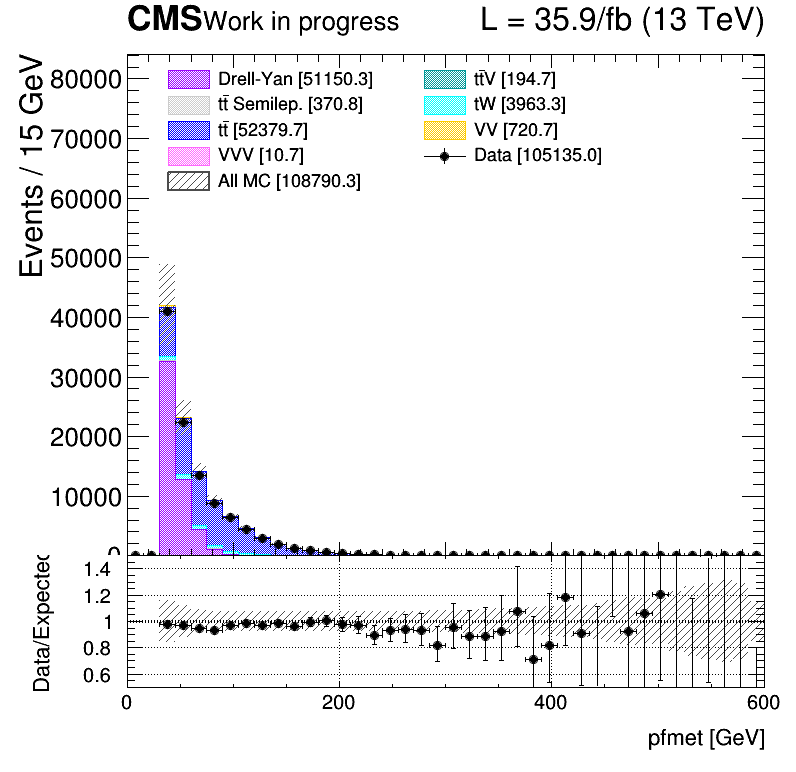 CMS Work in progress L = 35.9/fb (13 TeV)
Events / 15 GeV
80000
70000
60000
50000
40000
30000
20000
10000
0
Drell-Yan [51150.3]
tt̄ Semilep. [370.8]
tt̄ [52379.7]
VVV [10.7]
All MC [108790.3]
tt̄V [194.7]
tW [3963.3]
VV [720.7]
Data [105135.0]
Data/Expected
1.4
1.2
1
0.8
0.6
0 200 400 600
pfmet [GeV]